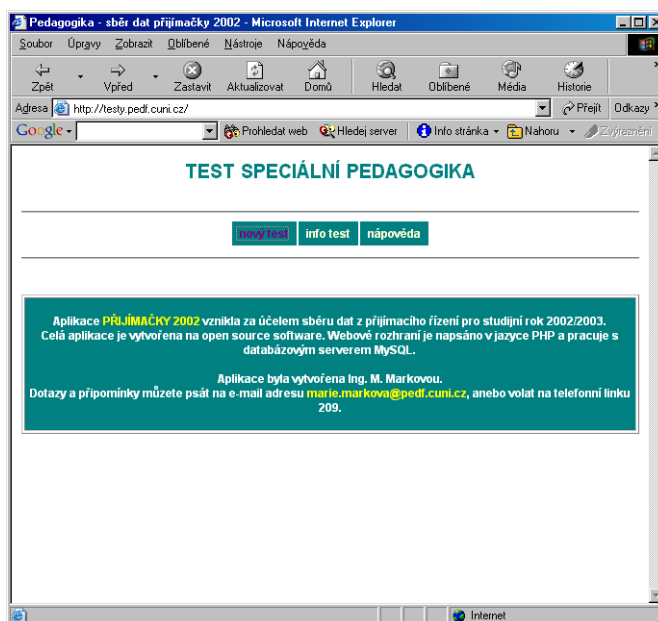 Pedagogika - sběr dat přijímačky 2002 - Microsoft Internet Explorer
Soubor Úpravy Zobrazit Oblíbené Nástroje Nápověda
Zpět Vpřed Zastavit Aktualizovat Domů Hledat Oblíbené Média Historie
Adresa http://testy.pedf.cuni.cz/ Přejít Odkazy
Google Prohledat web Hledej server Info stránka Nahoru Zvýraznění
TEST SPECIÁLNÍ PEDAGOGIKA
nový test info test nápověda
Aplikace PŘIJÍMAČKY 2002 vznikla za účelem sběru dat z přijímacího řízení pro studijní rok 2002/2003.
Celá aplikace je vytvořena na open source software. Webové rozhraní je napsáno v jazyce PHP a pracuje s
databázovým serverem MySQL.
Aplikace byla vytvořena Ing. M. Markovou.
Dotazy a připomínky můzete psát na e-mail adresu marie.markova@pedf.cuni.cz, anebo volat na telefonní linku
209.
Internet